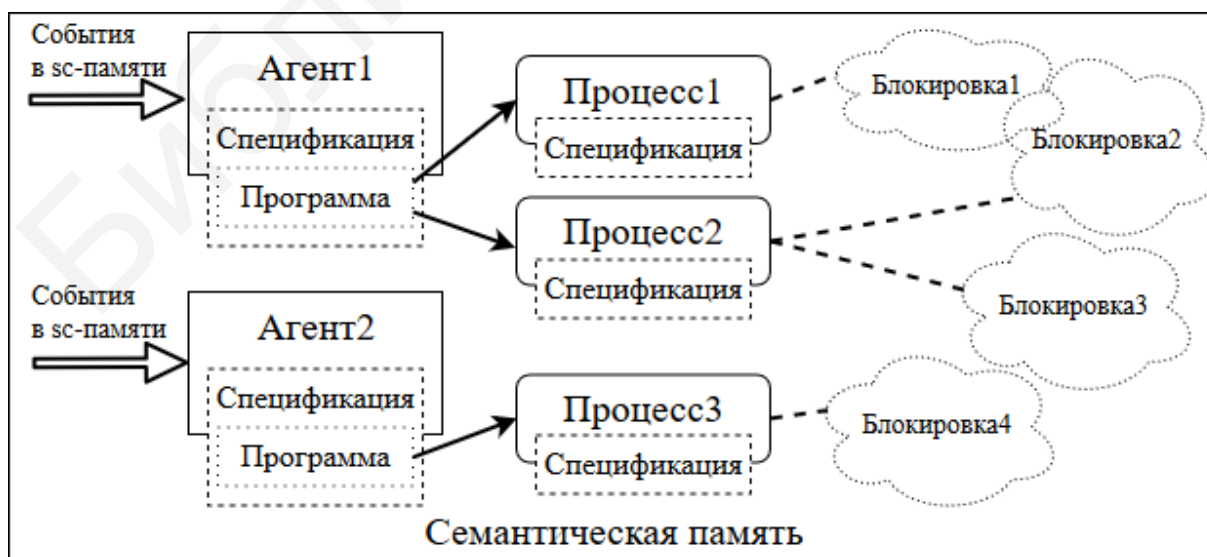 События
в sc-памяти
Агент1
Спецификация
Программа
Процесс1
Спецификация
Процесс2
Спецификация
Блокировка1
Блокировка2
Блокировка3
События
в sc-памяти
Агент2
Спецификация
Программа
Процесс3
Спецификация
Блокировка4
Семантическая память